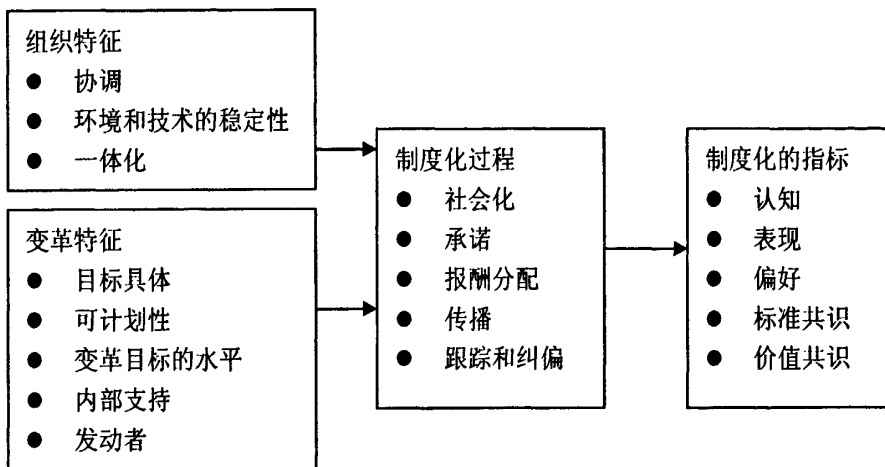 组织特征
● 协调
● 环境和技术的稳定性
● 一体化
变革特征
● 目标具体
● 可计划性
● 变革目标的水平
● 内部支持
● 发动者
制度化过程
● 社会化
● 承诺
● 报酬分配
● 传播
● 跟踪和纠偏
制度化的指标
● 认知
● 表现
● 偏好
● 标准共识
● 价值共识